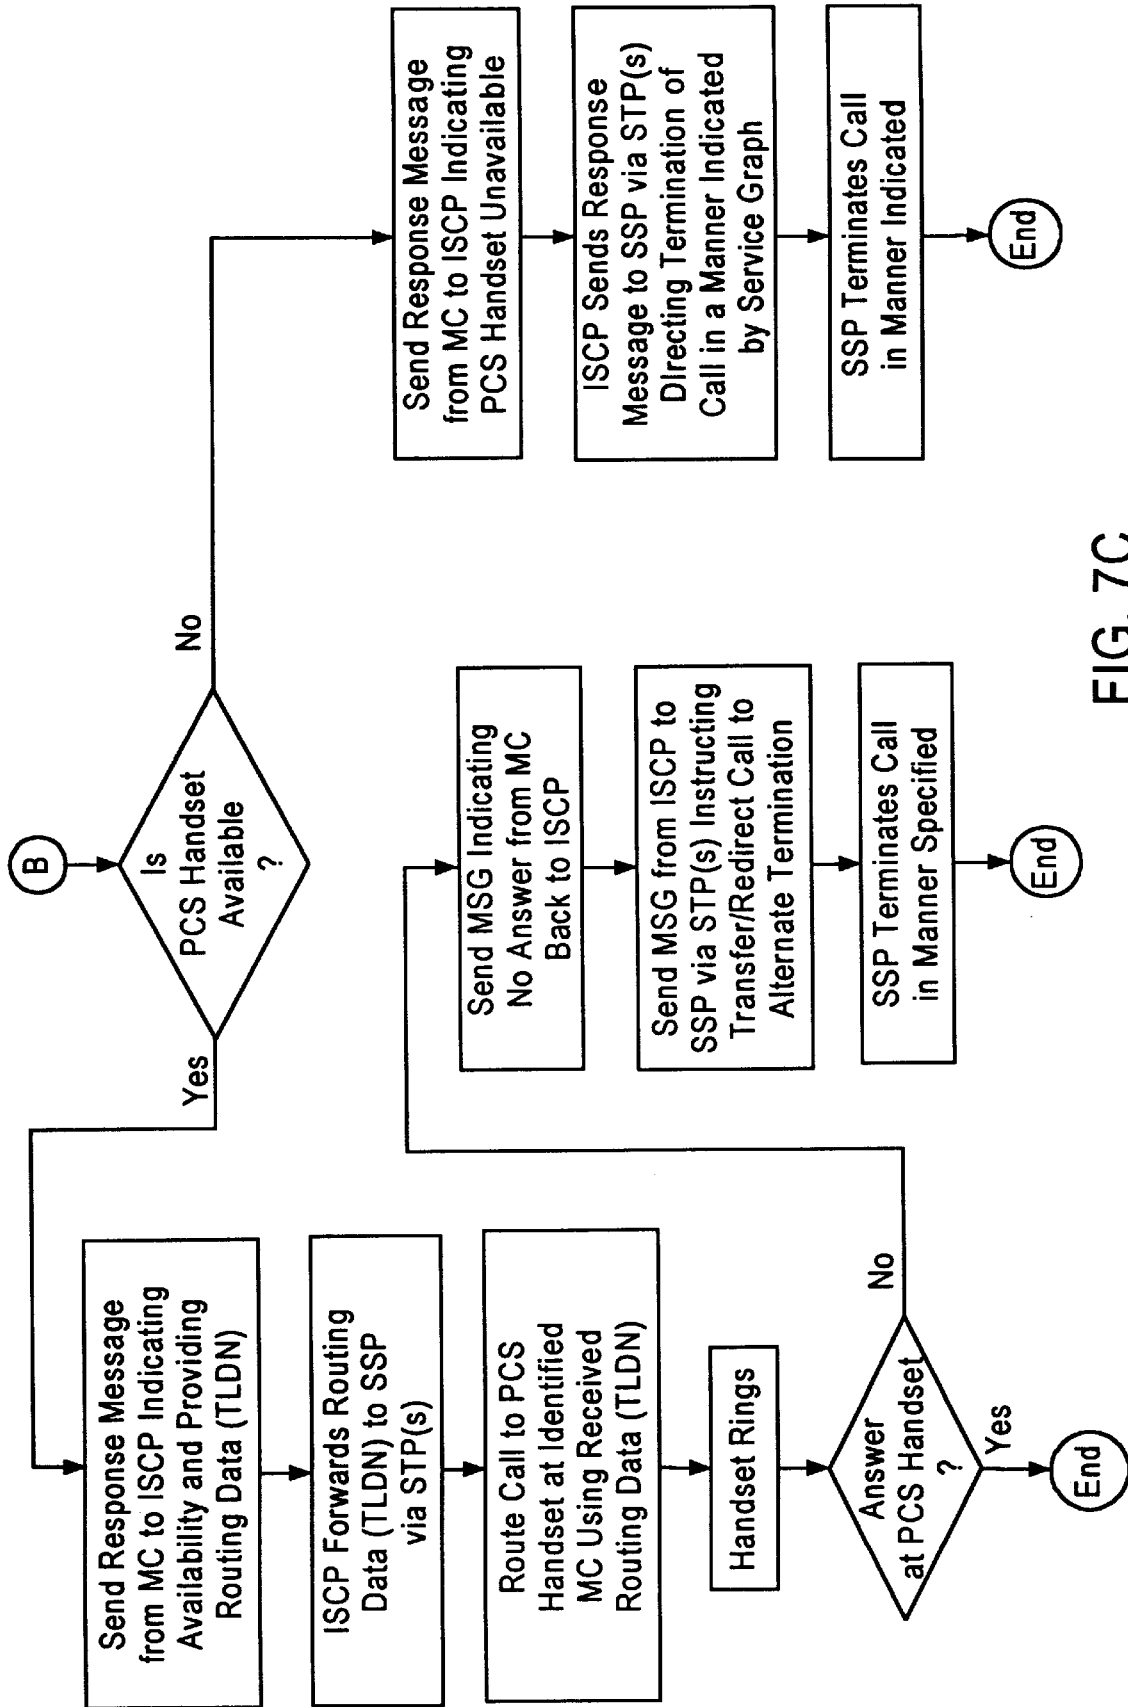 B
Is
PCS Handset
Available
?
Yes
No
Send Response Message
from MC to ISCP Indicating
Availability and Providing
Routing Data (TLDN)
ISCP Forwards Routing
Data (TLDN) to SSP
via STP(s)
Route Call to PCS
Handset at Identified
MC Using Received
Routing Data (TLDN)
Handset Rings
Answer
at PCS Handset
?
Yes
End
No
Send MSG Indicating
No Answer from MC
Back to ISCP
Send MSG from ISCP to
SSP via STP(s) Instructing
Transfer/Redirect Call to
Alternate Termination
SSP Terminates Call
in Manner Specified
End
Send Response Message
from MC to ISCP Indicating
PCS Handset Unavailable
ISCP Sends Response
Message to SSP via STP(s)
DIrecting Termination of
Call in a Manner Indicated
by Service Graph
SSP Terminates Call
in Manner Indicated
End
FIG. 7C